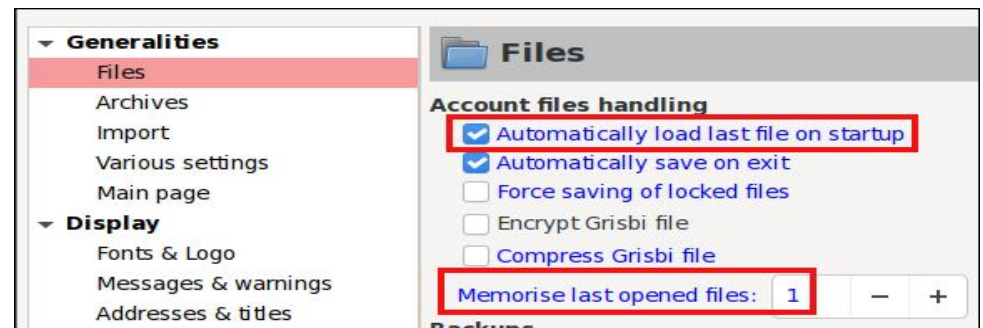 Generalities
Files
Archives
Import
Various settings
Main page
Display
Fonts & Logo
Messages & warnings
Addresses & titles
Files
Account files handling
Automatically load last file on startup
Automatically save on exit
Force saving of locked files
Encrypt Grisbi file
Compress Grisbi file
Memorise last opened files: 1 − +
Backups